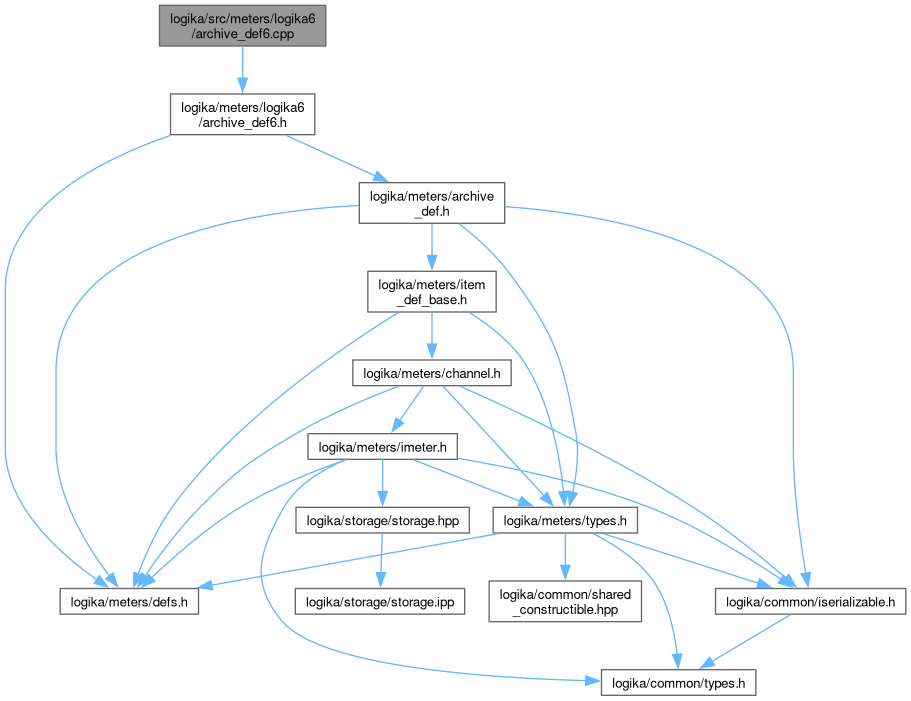 logika/src/meters/logika6
/archive_def6.cpp
logika/meters/logika6
/archive_def6.h
logika/meters/archive
_def.h
logika/meters/item
_def_base.h
logika/meters/channel.h
logika/meters/imeter.h
logika/storage/storage.hpp
logika/meters/types.h
logika/meters/defs.h
logika/storage/storage.ipp
logika/common/shared
_constructible.hpp
logika/common/iserializable.h
logika/common/types.h